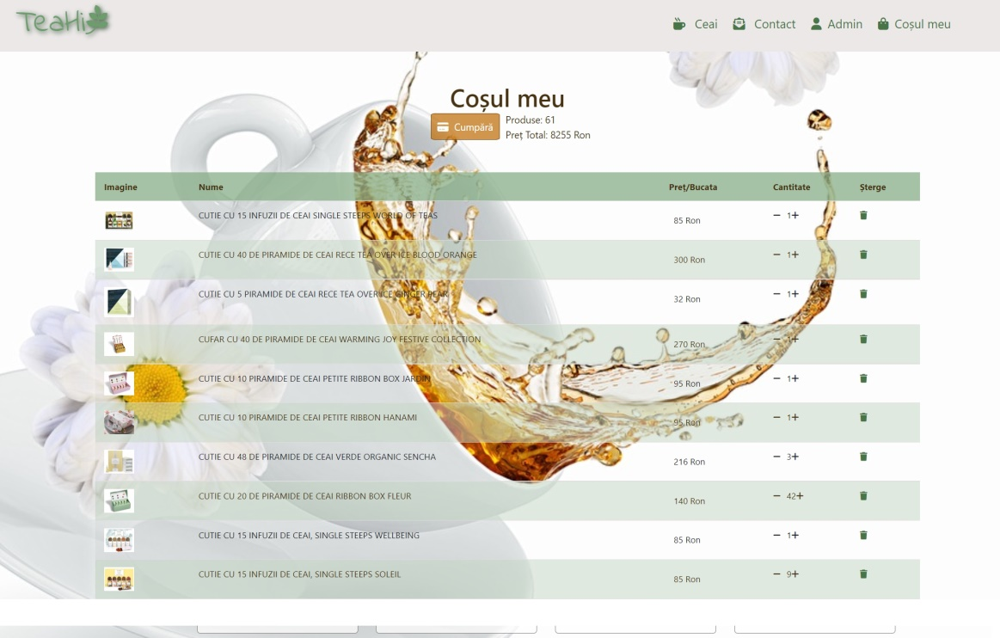 TeaHis
Ceai Contact Admin Coșul meu
Coșul meu
Cumpără
Produse: 61
Preț Total: 8255 Ron
Imagine Nume Preț/Bucata Cantitate Șterge
CUTIE CU 15 INFUZII DE CEAI SINGLE STEEPS WORLD OF TEAS 85 Ron 1
CUTIE CU 40 DE PIRAMIDE DE CEAI RECE TEA OVER ICE BLOOD ORANGE 300 Ron 1
CUTIE CU 5 PIRAMIDE DE CEAI RECE TEA OVER ICE GINGER PEAR 32 Ron 1
CUFAR CU 40 DE PIRAMIDE DE CEAI WARMING JOY FESTIVE COLLECTION 270 Ron 1
CUTIE CU 10 PIRAMIDE DE CEAI PETITE RIBBON BOX JARDIN 95 Ron 1
CUTIE CU 10 PIRAMIDE DE CEAI PETITE RIBBON HANAMI 95 Ron 1
CUTIE CU 48 DE PIRAMIDE DE CEAI VERDE ORGANIC SENCHA 216 Ron 3
CUTIE CU 20 DE PIRAMIDE DE CEAI RIBBON BOX FLEUR 140 Ron 42
CUTIE CU 15 INFUZII DE CEAI, SINGLE STEEPS WELLBEING 85 Ron 1
CUTIE CU 15 INFUZII DE CEAI, SINGLE STEEPS SOLEIL 85 Ron 9